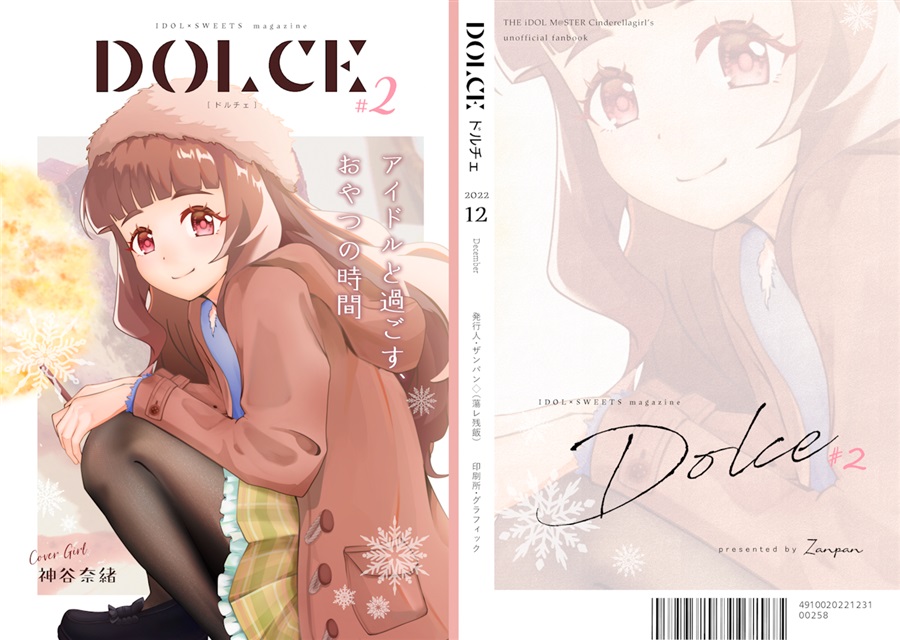 IDOL*SWEETS magazine
DOLCE
[ドルチェ]
#2
アイドルと過ごす、
おやつの時間
Cover Girl
神谷奈緒
DOLCE ドルチェ
2022
12
December
発行人・ザンパン◇(蕩レ残飯)
印刷所・グラフィック
THE iDOL M@STER Cinderellagirl's
unofficial fanbook
IDOL*SWEETS magazine
Dolce #2
presented by Zanpan
4910020221231
00258